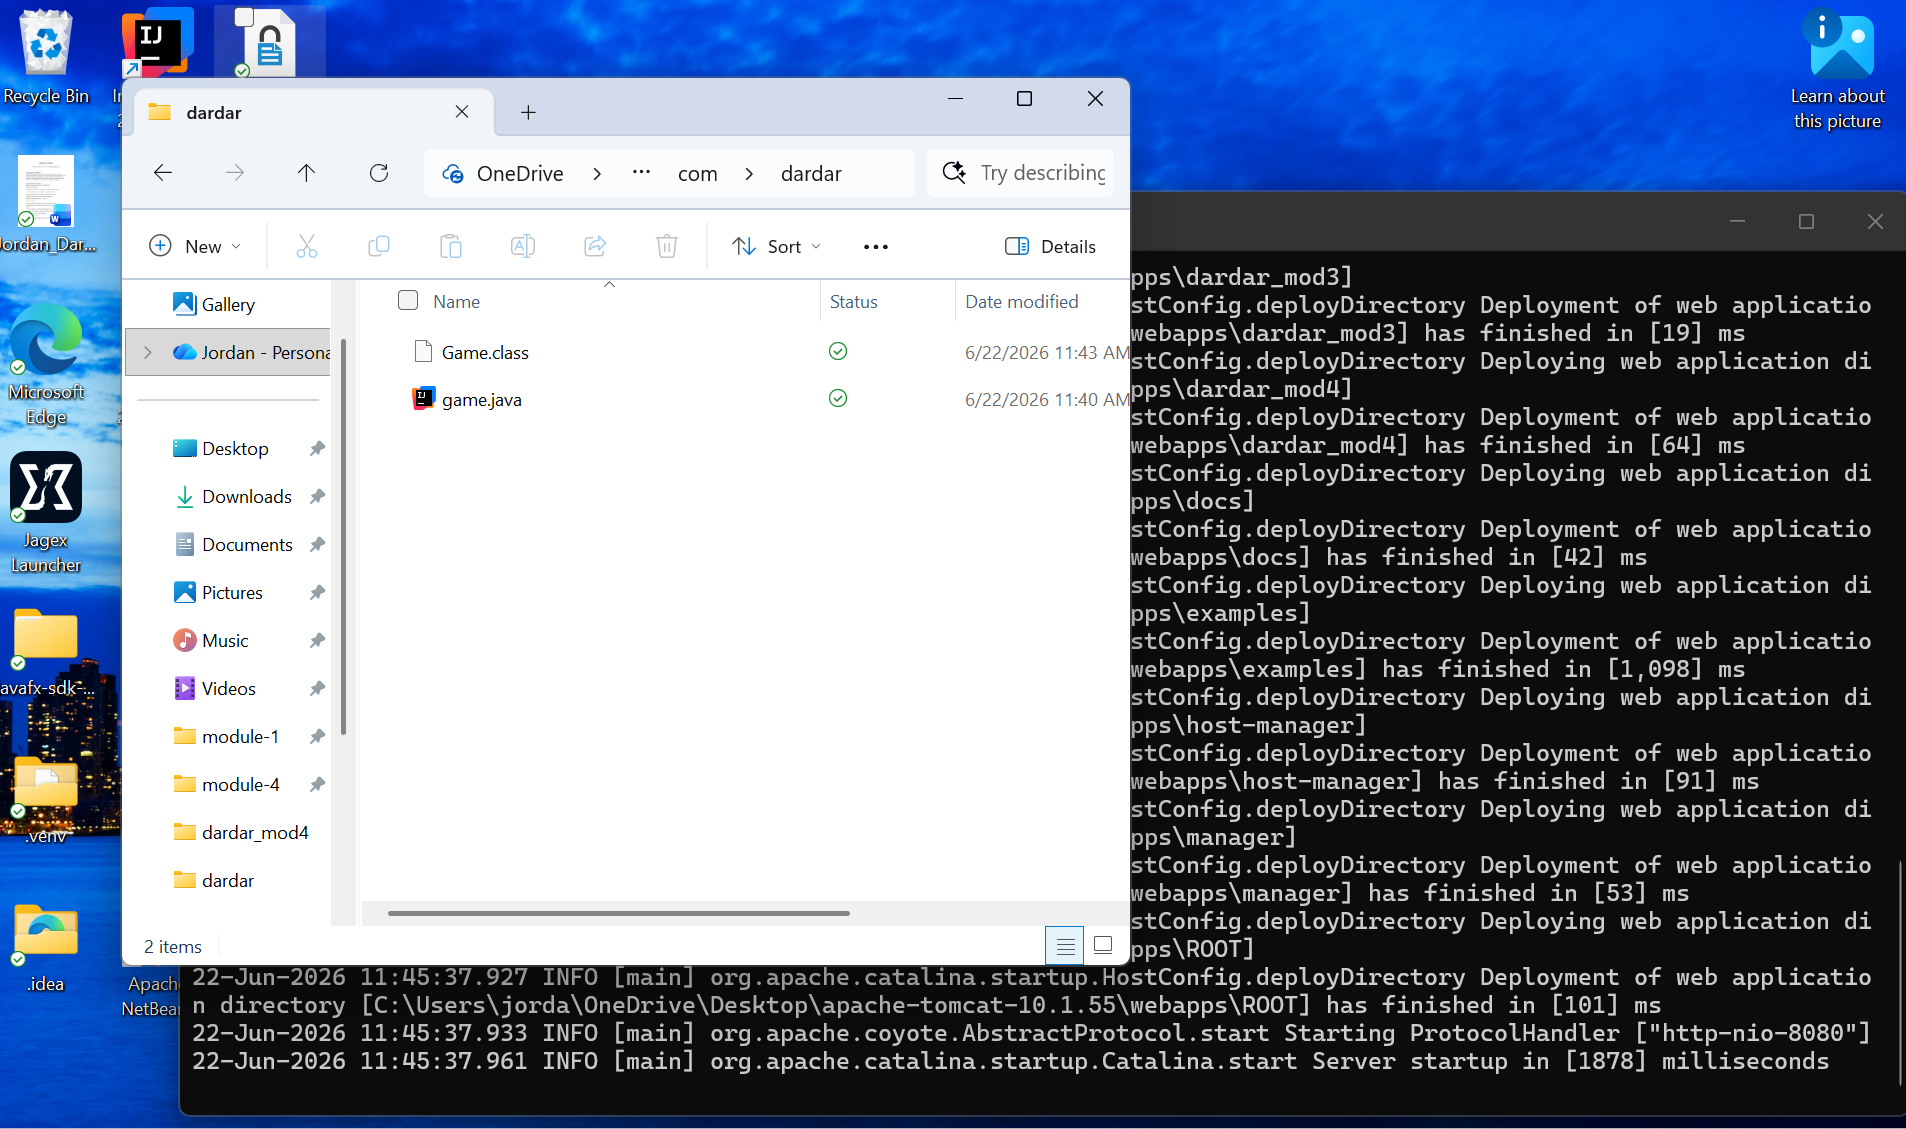 Recycle Bin
Jordan_Dar...
Microsoft
Edge
Jagex
Launcher
avafx-sdk-...
.venv
.idea
Apache
NetBea
IJ
Learn about
this picture
dardar
OneDrive
...
com
dardar
Try describing
New
Sort
Details
Name
Status
Date modified
Game.class
6/22/2026 11:43 AM
game.java
6/22/2026 11:40 AM
Gallery
Jordan - Persona
Desktop
Downloads
Documents
Pictures
Music
Videos
module-1
module-4
dardar_mod4
dardar
2 items
pps\dardar_mod3]
stConfig.deployDirectory Deployment of web applicatio
webapps\dardar_mod3] has finished in [19] ms
stConfig.deployDirectory Deploying web application di
pps\dardar_mod4]
stConfig.deployDirectory Deployment of web applicatio
webapps\dardar_mod4] has finished in [64] ms
stConfig.deployDirectory Deploying web application di
pps\docs]
stConfig.deployDirectory Deployment of web applicatio
webapps\docs] has finished in [42] ms
stConfig.deployDirectory Deploying web application di
pps\examples]
stConfig.deployDirectory Deployment of web applicatio
webapps\examples] has finished in [1,098] ms
stConfig.deployDirectory Deploying web application di
pps\host-manager]
stConfig.deployDirectory Deployment of web applicatio
webapps\host-manager] has finished in [91] ms
stConfig.deployDirectory Deploying web application di
pps\manager]
stConfig.deployDirectory Deployment of web applicatio
webapps\manager] has finished in [53] ms
stConfig.deployDirectory Deploying web application di
pps\ROOT]
22-Jun-2026 11:45:37.927 INFO [main] org.apache.catalina.startup.HostConfig.deployDirectory Deployment of web applicatio
n directory [C:\Users\jorda\OneDrive\Desktop\apache-tomcat-10.1.55\webapps\ROOT] has finished in [101] ms
22-Jun-2026 11:45:37.933 INFO [main] org.apache.coyote.AbstractProtocol.start Starting ProtocolHandler ["http-nio-8080"]
22-Jun-2026 11:45:37.961 INFO [main] org.apache.catalina.startup.Catalina.start Server startup in [1878] milliseconds